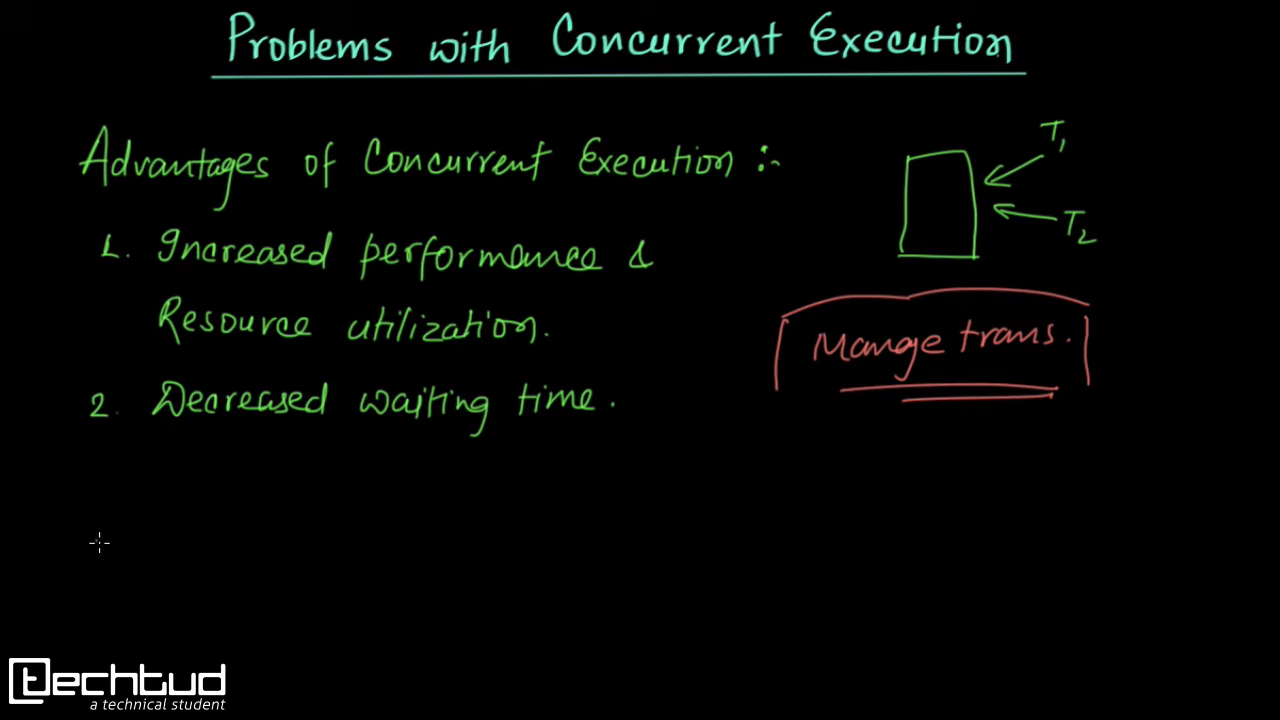 Problems with Concurrent Execution
Advantages of Concurrent Execution :-
1. Increased performance &
Resource utilization.
2. Decreased waiting time.
T1
T2
Mange trans.
techtud
a technical student